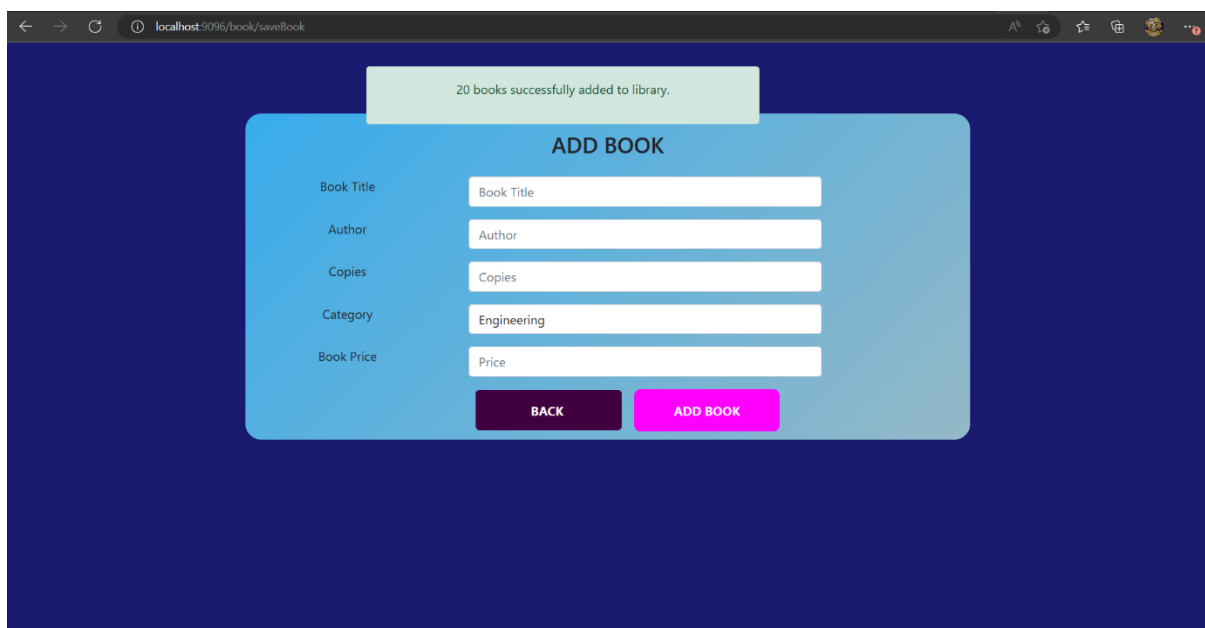 localhost:9096/book/saveBook
20 books successfully added to library.
ADD BOOK
Book Title Book Title
Author Author
Copies Copies
Category Engineering
Book Price Price
BACK ADD BOOK